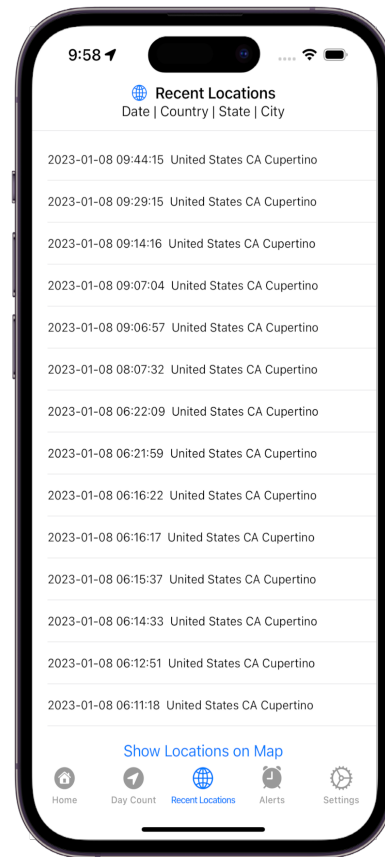 9:58
Recent Locations
Date | Country | State | City
2023-01-08 09:44:15 United States CA Cupertino
2023-01-08 09:29:15 United States CA Cupertino
2023-01-08 09:14:16 United States CA Cupertino
2023-01-08 09:07:04 United States CA Cupertino
2023-01-08 09:06:57 United States CA Cupertino
2023-01-08 08:07:32 United States CA Cupertino
2023-01-08 06:22:09 United States CA Cupertino
2023-01-08 06:21:59 United States CA Cupertino
2023-01-08 06:16:22 United States CA Cupertino
2023-01-08 06:16:17 United States CA Cupertino
2023-01-08 06:15:37 United States CA Cupertino
2023-01-08 06:14:33 United States CA Cupertino
2023-01-08 06:12:51 United States CA Cupertino
2023-01-08 06:11:18 United States CA Cupertino
Show Locations on Map
Home Day Count Recent Locations Alerts Settings